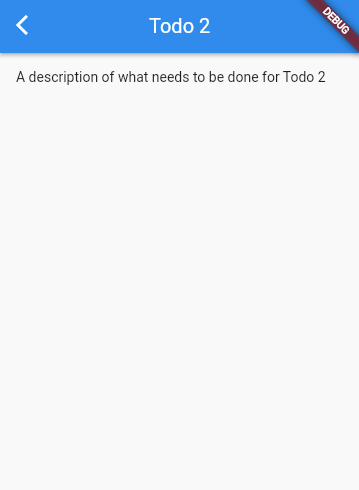 Todo 2
DEBUG
A description of what needs to be done for Todo 2